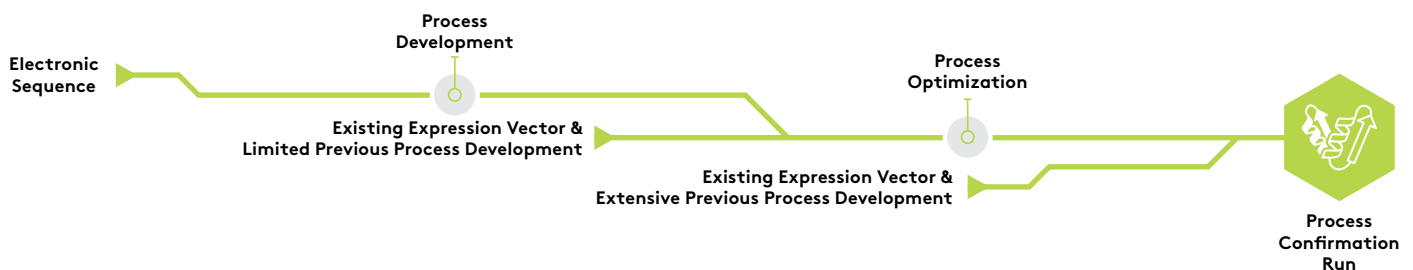 Electronic
Sequence
Process
Development
Existing Expression Vector &
Limited Previous Process Development
Process
Optimization
Existing Expression Vector &
Extensive Previous Process Development
Process
Confirmation
Run